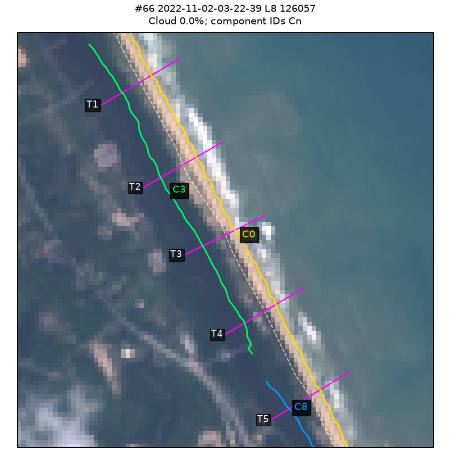 #66 2022-11-02-03-22-39 L8 126057
Cloud 0.0%; component IDs Cn
T1
T2
C3
C0
T3
T4
C8
T5